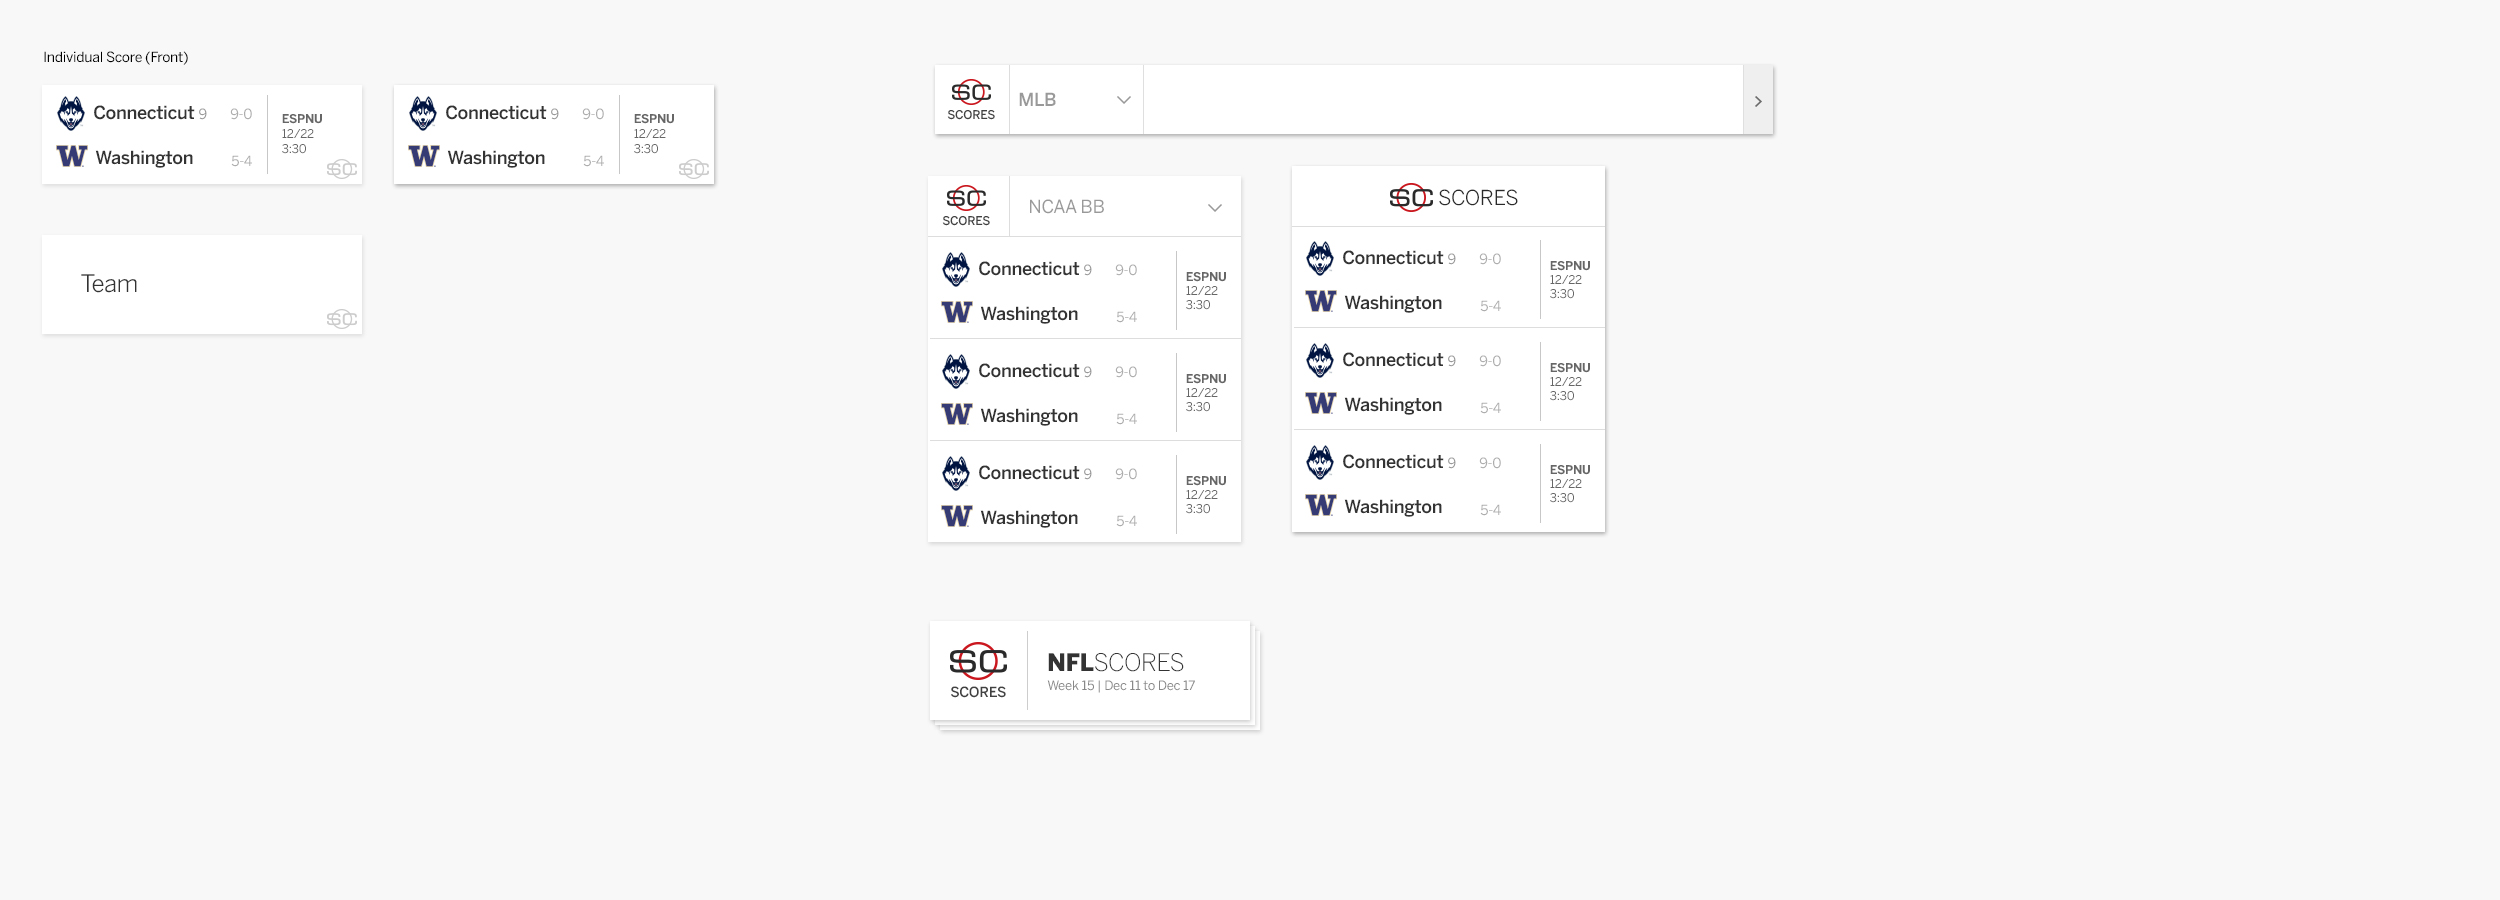 Individual Score (Front)
Connecticut 9 9-0
Washington 5-4
ESPNU
12/22
3:30
SC
Connecticut 9 9-0
Washington 5-4
ESPNU
12/22
3:30
SC
Team
SC
SC
SCORES
MLB
SC
SCORES
NCAA BB
Connecticut 9 9-0
Washington 5-4
ESPNU
12/22
3:30
Connecticut 9 9-0
Washington 5-4
ESPNU
12/22
3:30
Connecticut 9 9-0
Washington 5-4
ESPNU
12/22
3:30
SC SCORES
Connecticut 9 9-0
Washington 5-4
ESPNU
12/22
3:30
Connecticut 9 9-0
Washington 5-4
ESPNU
12/22
3:30
Connecticut 9 9-0
Washington 5-4
ESPNU
12/22
3:30
SC
SCORES
NFLSCORES
Week 15 | Dec 11 to Dec 17